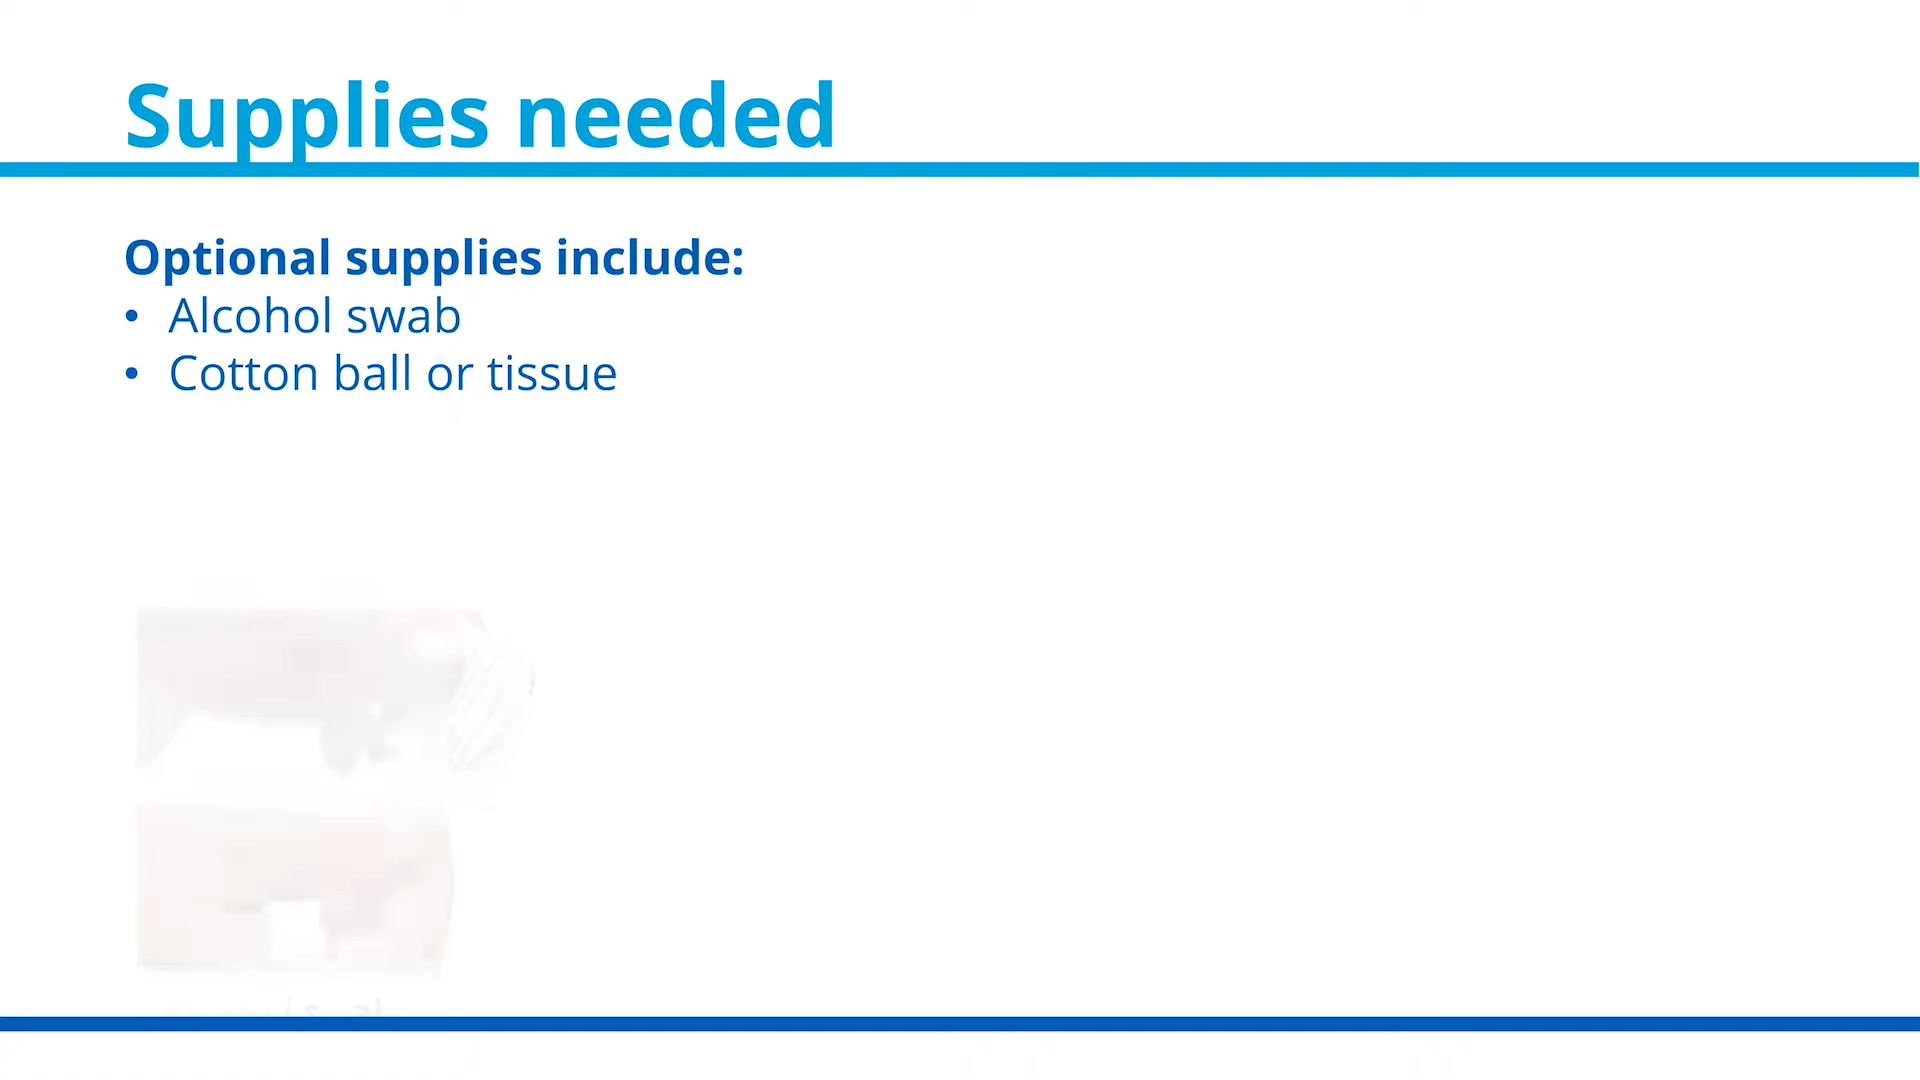 Supplies needed
Optional supplies include:
• Alcohol swab
• Cotton ball or tissue